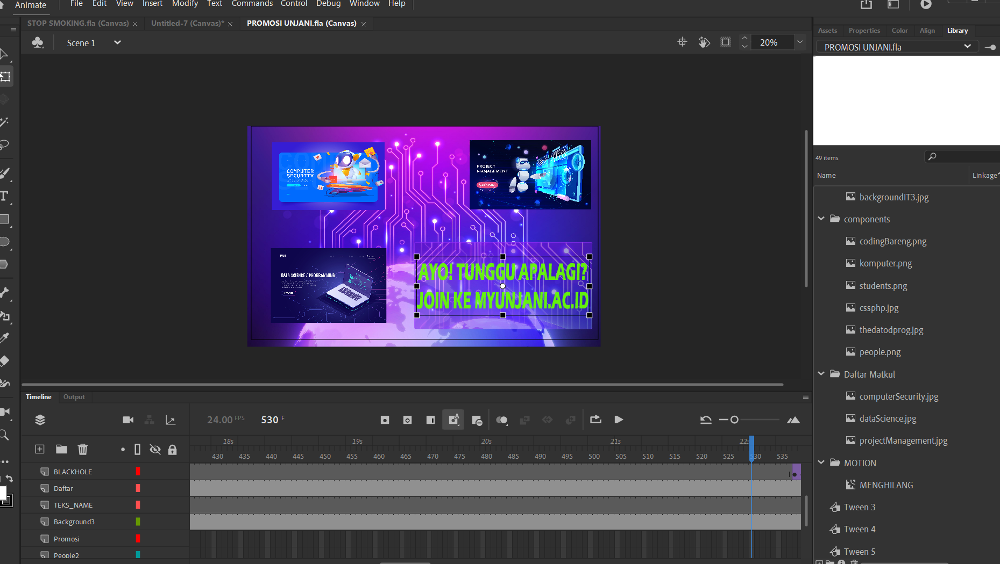 Animate
File Edit View Insert Modify Text Commands Control Debug Window Help
STOP SMOKING.fla (Canvas) Untitled-7 (Canvas)* PROMOSI UNJANI.fla (Canvas)
Scene 1
20%
Assets Properties Color Align Library
PROMOSI UNJANI.fla
49 items
Name Linkage
backgroundIT3.jpg
components
codingBareng.png
komputer.png
students.png
cssphp.jpg
thedatodprog.jpg
people.png
Daftar Matkul
computerSecurity.jpg
dataScience.jpg
projectManagement.jpg
MOTION
MENGHILANG
Tween 3
Tween 4
Tween 5
COMPUTER
SECURITY
PROJECT
MANAGEMENT
DATA SCIENCE / PROGRAMMING
AYO! TUNGGU APALAGI?
JOIN KE MYUNJANI.AC.ID
Timeline Output
24.00 FPS 530 F
18s 19s 20s 21s 22s
430 435 440 445 450 455 460 465 470 475 480 485 490 495 500 505 510 515 520 525 530 535
BLACKHOLE
Daftar
TEKS_NAME
Background3
Promosi
People2